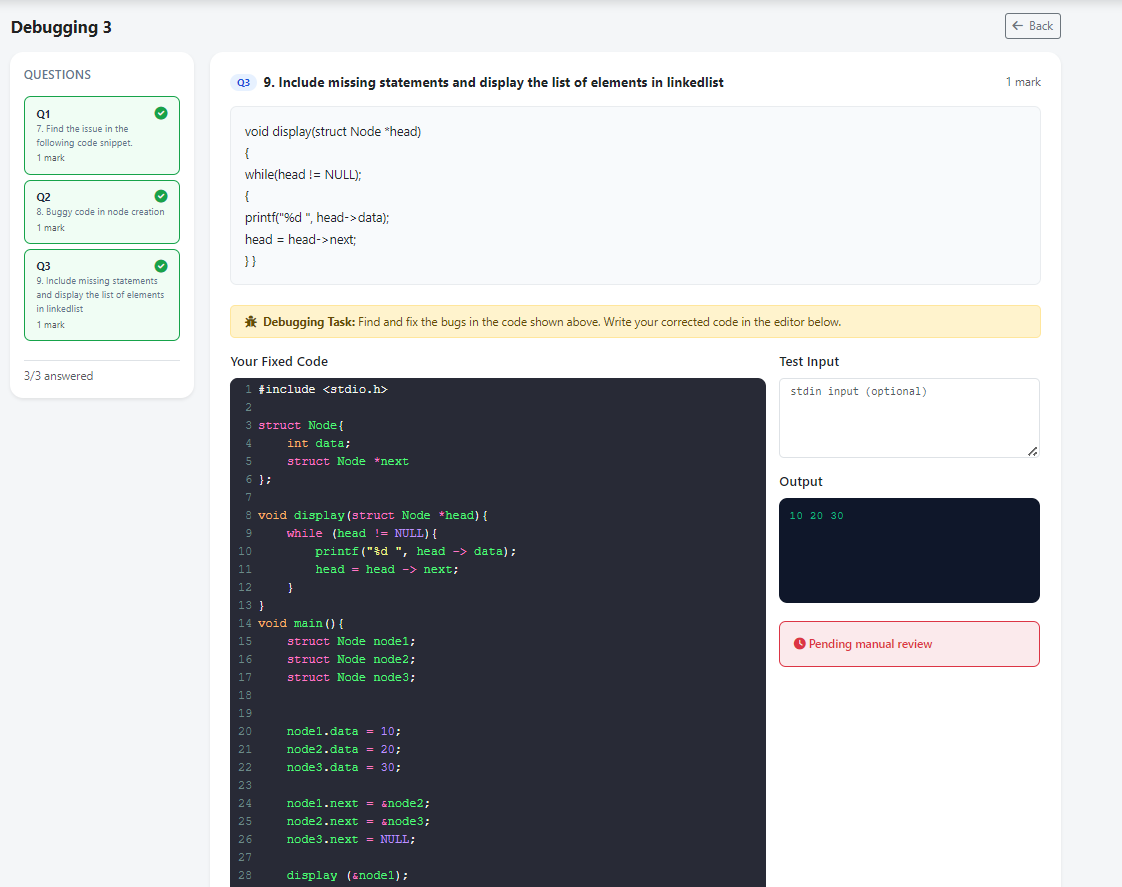 Debugging 3
← Back
QUESTIONS
Q1
7. Find the issue in the
following code snippet.
1 mark
Q2
8. Buggy code in node creation
1 mark
Q3
9. Include missing statements
and display the list of elements
in linkedlist
1 mark
3/3 answered
Q3 9. Include missing statements and display the list of elements in linkedlist
1 mark
void display(struct Node *head)
{
while(head != NULL);
{
printf("%d ", head->data);
head = head->next;
} }
Debugging Task: Find and fix the bugs in the code shown above. Write your corrected code in the editor below.
Your Fixed Code
1 #include <stdio.h>
2
3 struct Node{
4     int data;
5     struct Node *next
6 };
7
8 void display(struct Node *head){
9     while (head != NULL){
10         printf("%d ", head -> data);
11         head = head -> next;
12     }
13 }
14 void main(){
15     struct Node node1;
16     struct Node node2;
17     struct Node node3;
18
19
20     node1.data = 10;
21     node2.data = 20;
22     node3.data = 30;
23
24     node1.next = &node2;
25     node2.next = &node3;
26     node3.next = NULL;
27
28     display (&node1);
Test Input
stdin input (optional)
Output
10 20 30
Pending manual review